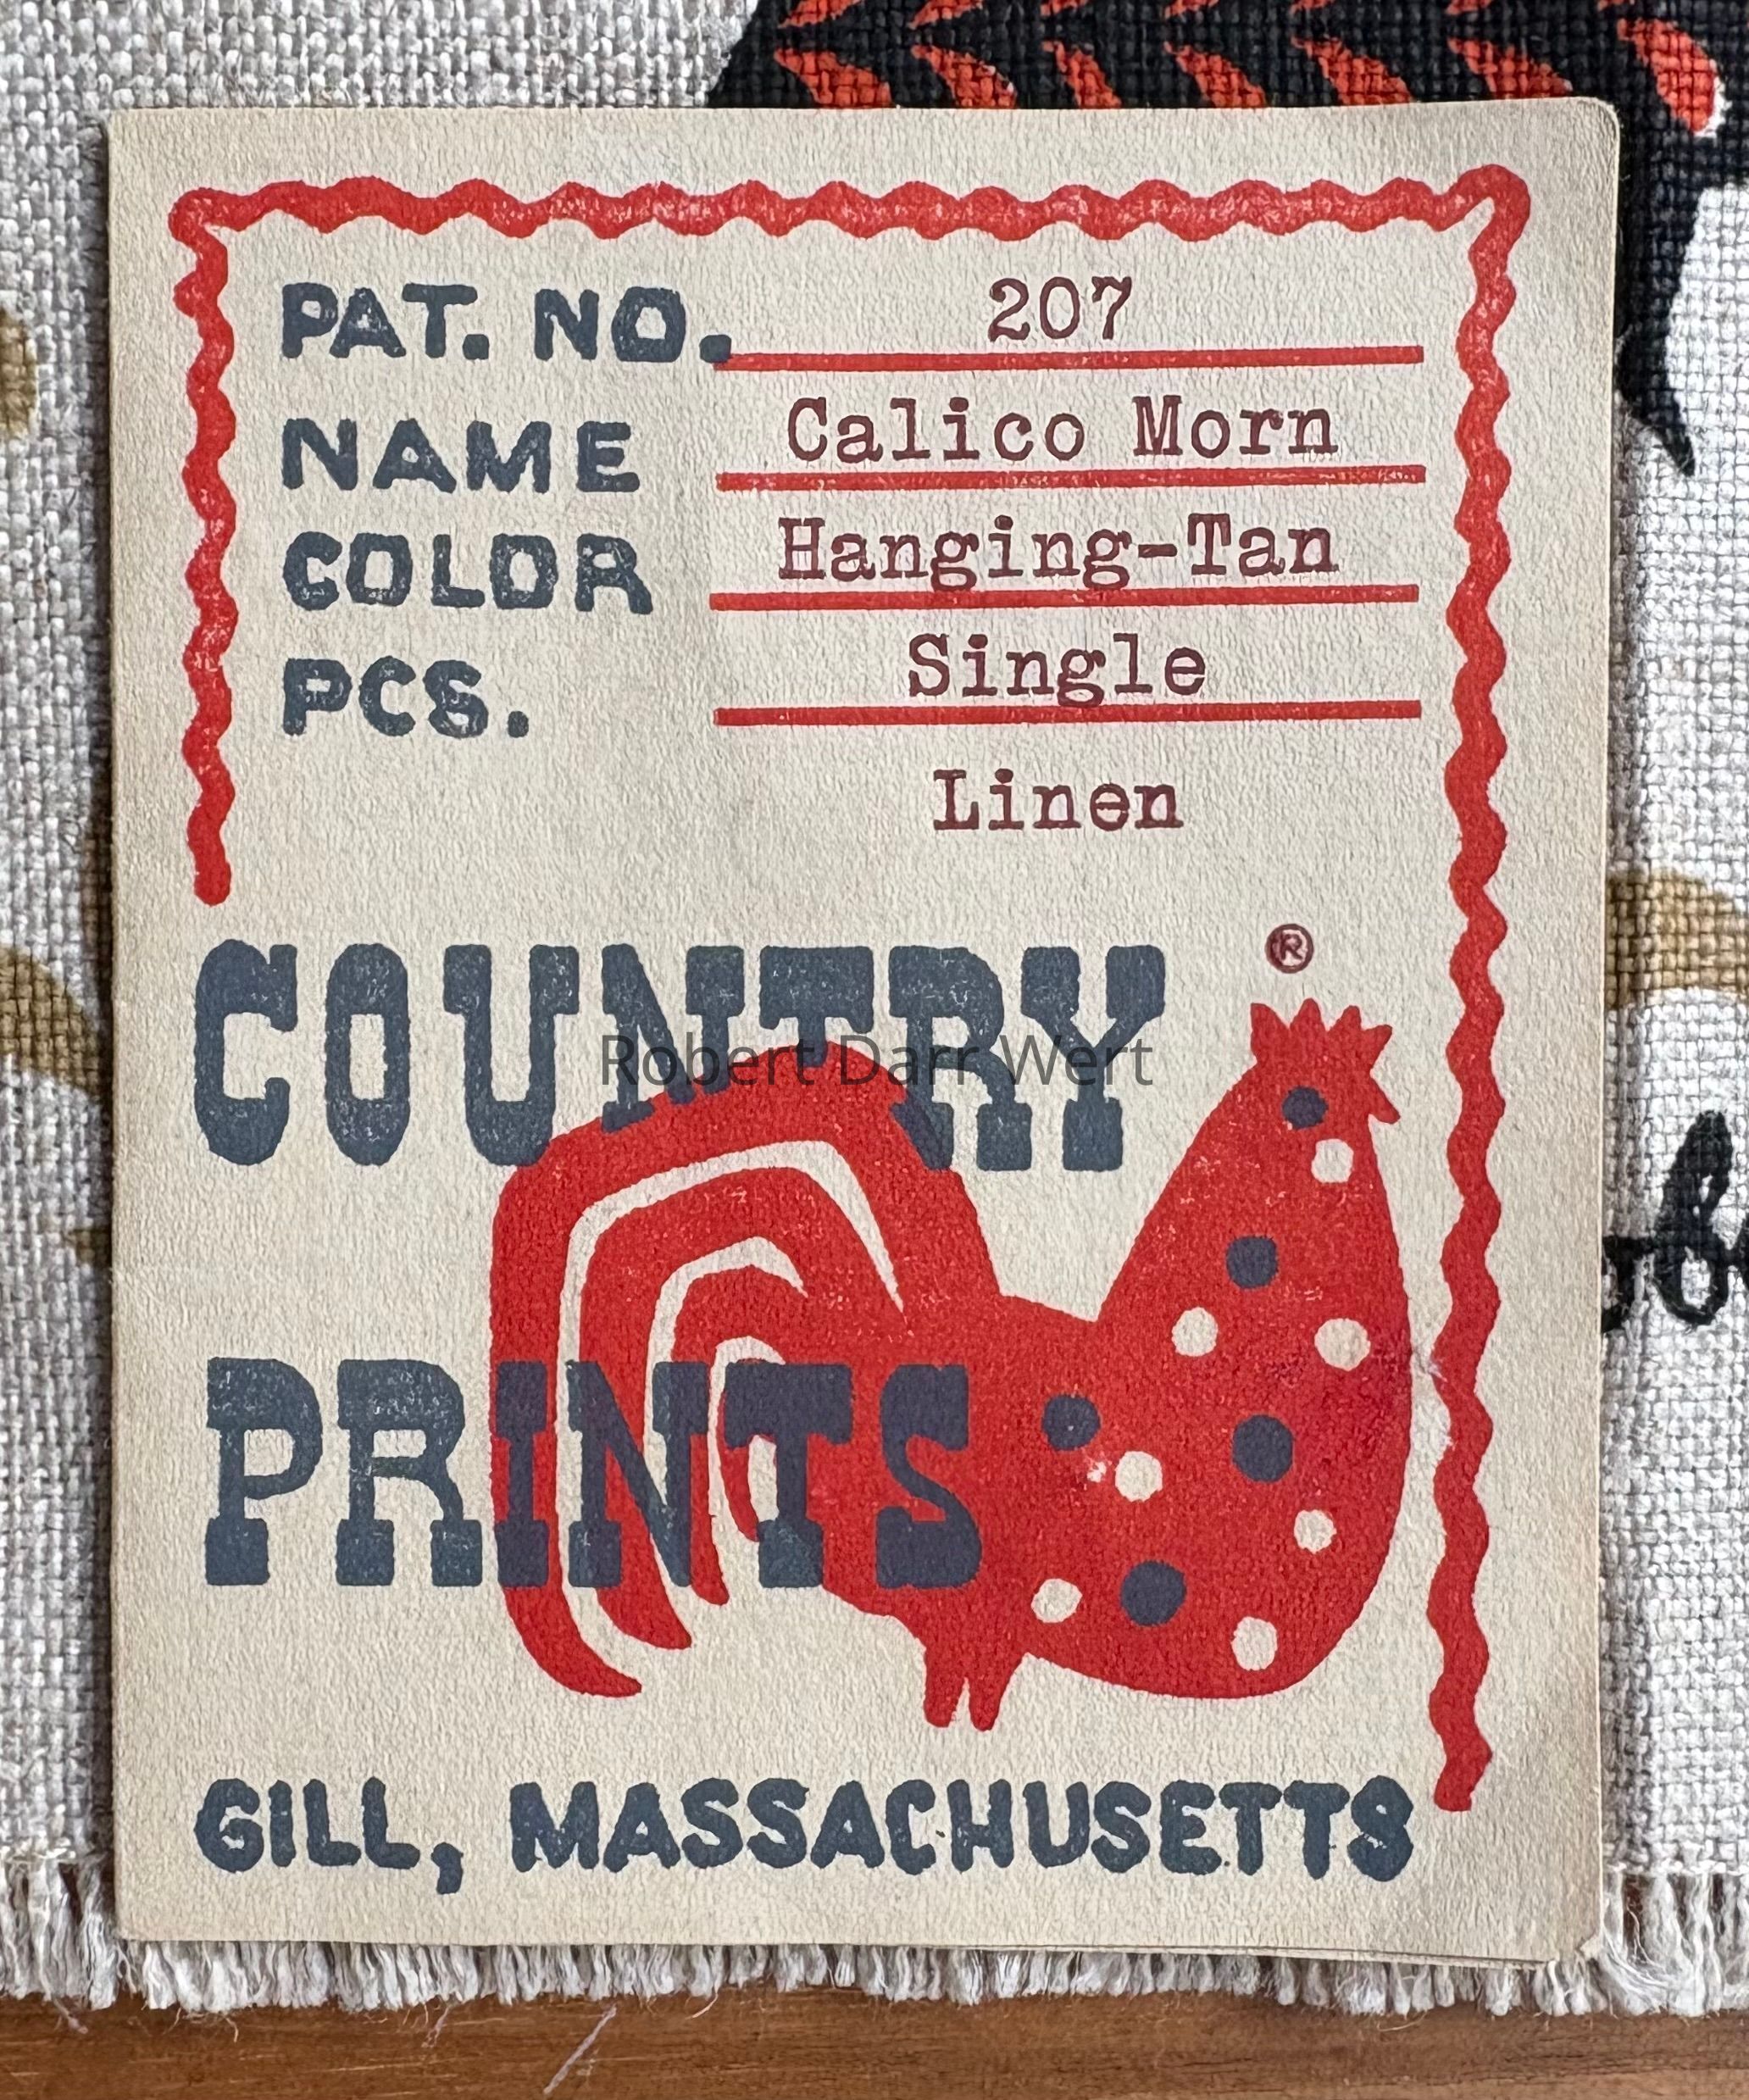 PAT. NO. 207
NAME Calico Morn
COLOR Hanging-Tan
PCS. Single
Linen
COUNTRY ®
Robert Darr Wert
PRINTS
GILL, MASSACHUSETTS